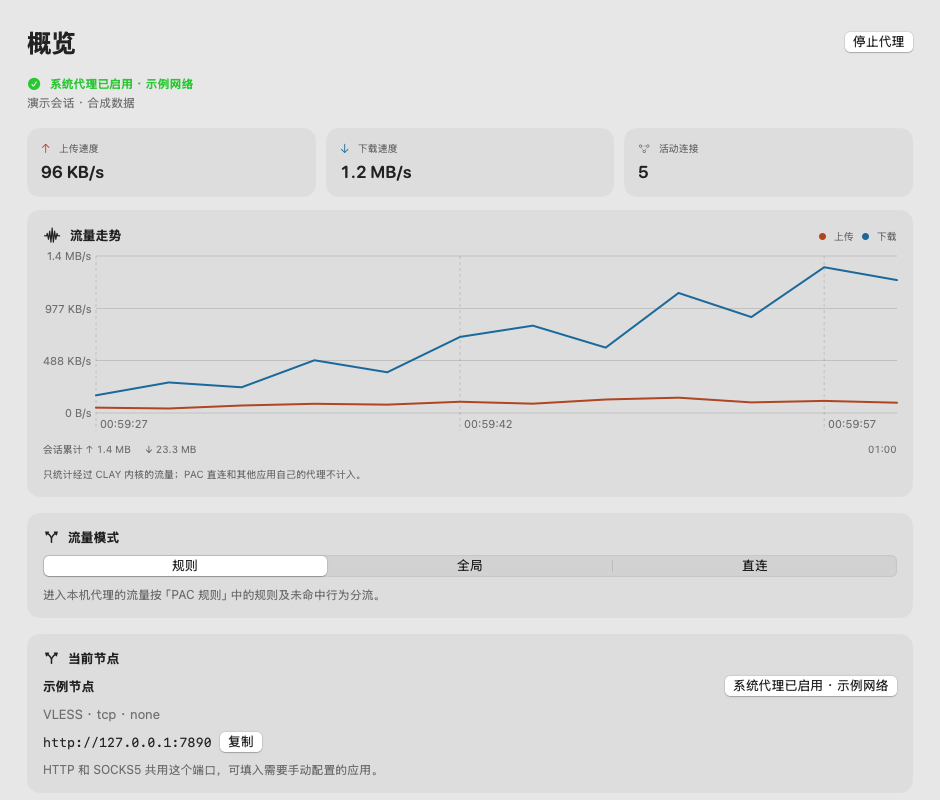 概览
停止代理
系统代理已启用 · 示例网络
演示会话 · 合成数据
上传速度
96 KB/s
下载速度
1.2 MB/s
活动连接
5
流量走势
上传 下载
1.4 MB/s
977 KB/s
488 KB/s
0 B/s
00:59:27 00:59:42 00:59:57
会话累计 ↑ 1.4 MB ↓ 23.3 MB 01:00
只统计经过 CLAY 内核的流量；PAC 直连和其他应用自己的代理不计入。
流量模式
规则 全局 直连
进入本机代理的流量按「PAC 规则」中的规则及未命中行为分流。
当前节点
示例节点
系统代理已启用 · 示例网络
VLESS · tcp · none
http://127.0.0.1:7890 复制
HTTP 和 SOCKS5 共用这个端口，可填入需要手动配置的应用。